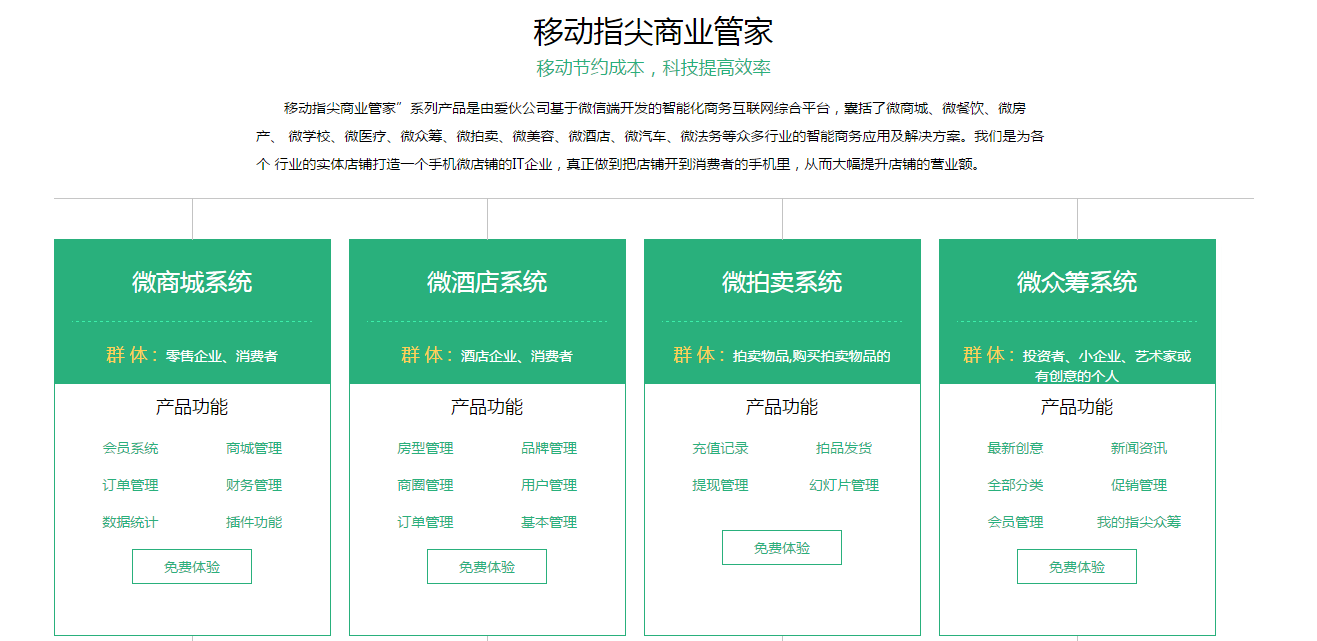 移动指尖商业管家
移动节约成本，科技提高效率
移动指尖商业管家”系列产品是由爱伙公司基于微信端开发的智能化商务互联网综合平台，囊括了微商城、微餐饮、微房
产、 微学校、微医疗、微众筹、微拍卖、微美容、微酒店、微汽车、微法务等众多行业的智能商务应用及解决方案。我们是为各
个 行业的实体店铺打造一个手机微店铺的IT企业，真正做到把店铺开到消费者的手机里，从而大幅提升店铺的营业额。
微商城系统
群 体： 零售企业、消费者
产品功能
会员系统 商城管理
订单管理 财务管理
数据统计 插件功能
免费体验
微酒店系统
群 体： 酒店企业、消费者
产品功能
房型管理 品牌管理
商圈管理 用户管理
订单管理 基本管理
免费体验
微拍卖系统
群 体： 拍卖物品,购买拍卖物品的
产品功能
充值记录 拍品发货
提现管理 幻灯片管理
免费体验
微众筹系统
群 体： 投资者、小企业、艺术家或
有创意的个人
产品功能
最新创意 新闻资讯
全部分类 促销管理
会员管理 我的指尖众筹
免费体验